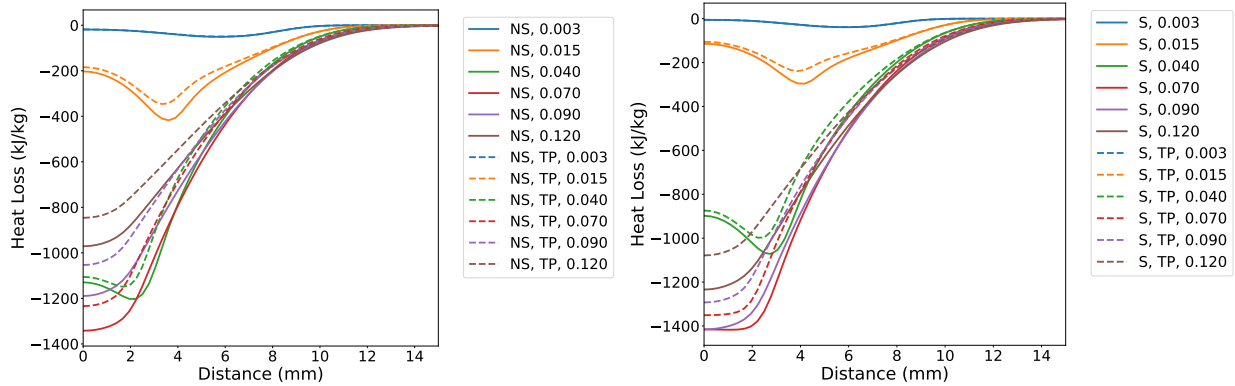 0
−200
−400
−600
−800
−1000
−1200
−1400
Heat Loss (kJ/kg)
0 2 4 6 8 10 12 14
Distance (mm)
NS, 0.003
NS, 0.015
NS, 0.040
NS, 0.070
NS, 0.090
NS, 0.120
NS, TP, 0.003
NS, TP, 0.015
NS, TP, 0.040
NS, TP, 0.070
NS, TP, 0.090
NS, TP, 0.120
0
−200
−400
−600
−800
−1000
−1200
−1400
Heat Loss (kJ/kg)
0 2 4 6 8 10 12 14
Distance (mm)
S, 0.003
S, 0.015
S, 0.040
S, 0.070
S, 0.090
S, 0.120
S, TP, 0.003
S, TP, 0.015
S, TP, 0.040
S, TP, 0.070
S, TP, 0.090
S, TP, 0.120